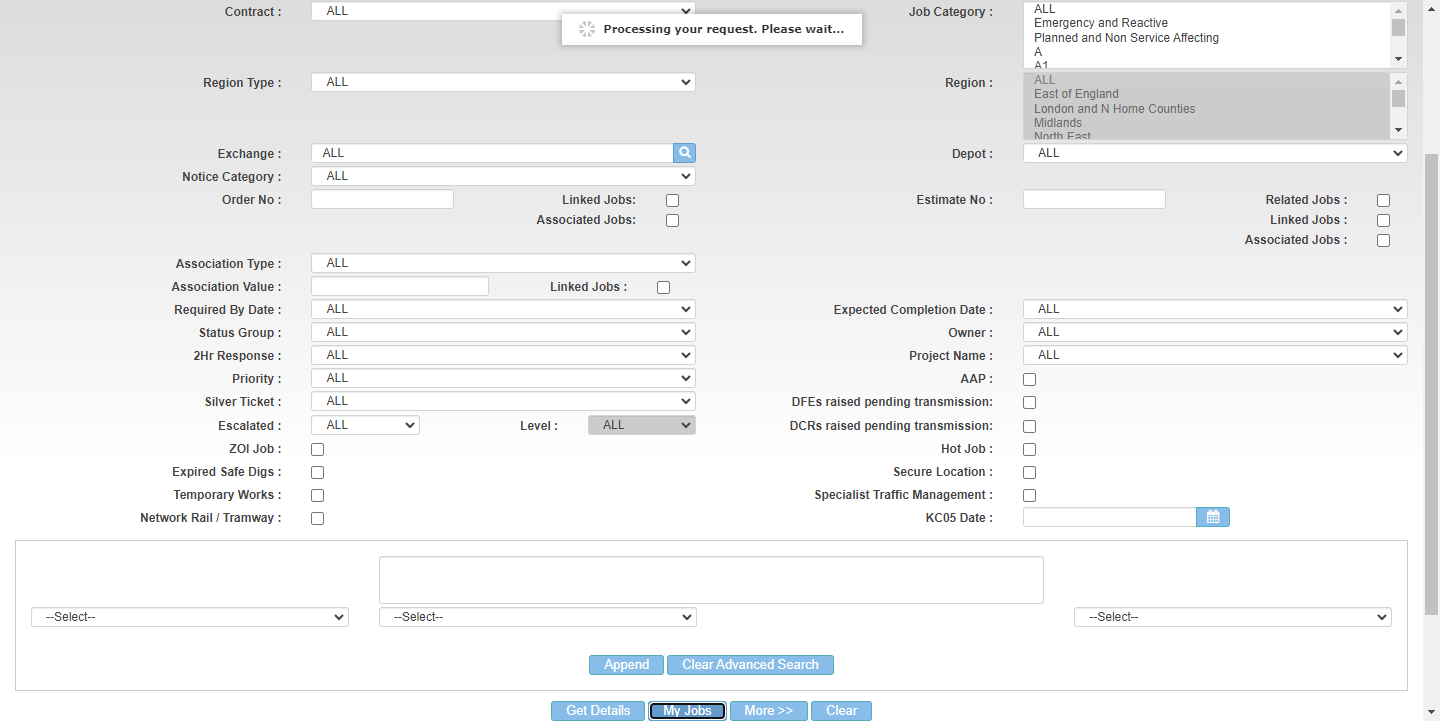 Contract : ALL Job Category : ALL
Processing your request. Please wait...
Emergency and Reactive
Planned and Non Service Affecting
A
A1
Region Type : ALL Region : ALL
East of England
London and N Home Counties
Midlands
North East
Exchange : ALL Depot : ALL
Notice Category : ALL
Order No : Linked Jobs: Estimate No : Related Jobs :
Associated Jobs: Linked Jobs :
Associated Jobs :
Association Type : ALL
Association Value : Linked Jobs :
Required By Date : ALL Expected Completion Date : ALL
Status Group : ALL Owner : ALL
2Hr Response : ALL Project Name : ALL
Priority : ALL AAP :
Silver Ticket : ALL DFEs raised pending transmission:
Escalated : ALL Level : ALL DCRs raised pending transmission:
ZOI Job : Hot Job :
Expired Safe Digs : Secure Location :
Temporary Works : Specialist Traffic Management :
Network Rail / Tramway : KC05 Date :
--Select-- --Select-- --Select--
Append Clear Advanced Search
Get Details My Jobs More >> Clear